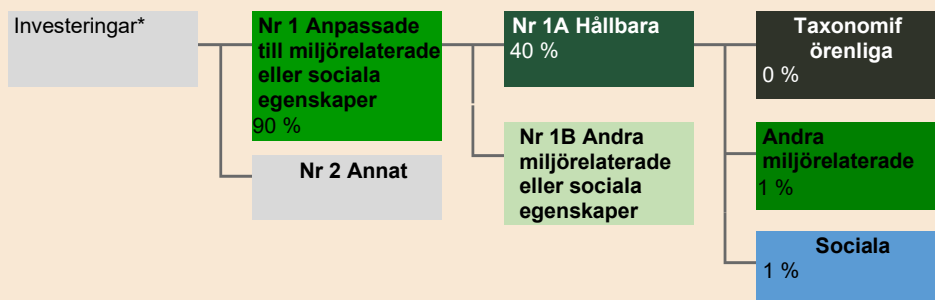 Investeringar*
Nr 1 Anpassade
till miljörelaterade
eller sociala
egenskaper
90 %
Nr 2 Annat
Nr 1A Hållbara
40 %
Nr 1B Andra
miljörelaterade
eller sociala
egenskaper
Taxonomif
örenliga
0 %
Andra
miljörelaterade
1 %
Sociala
1 %